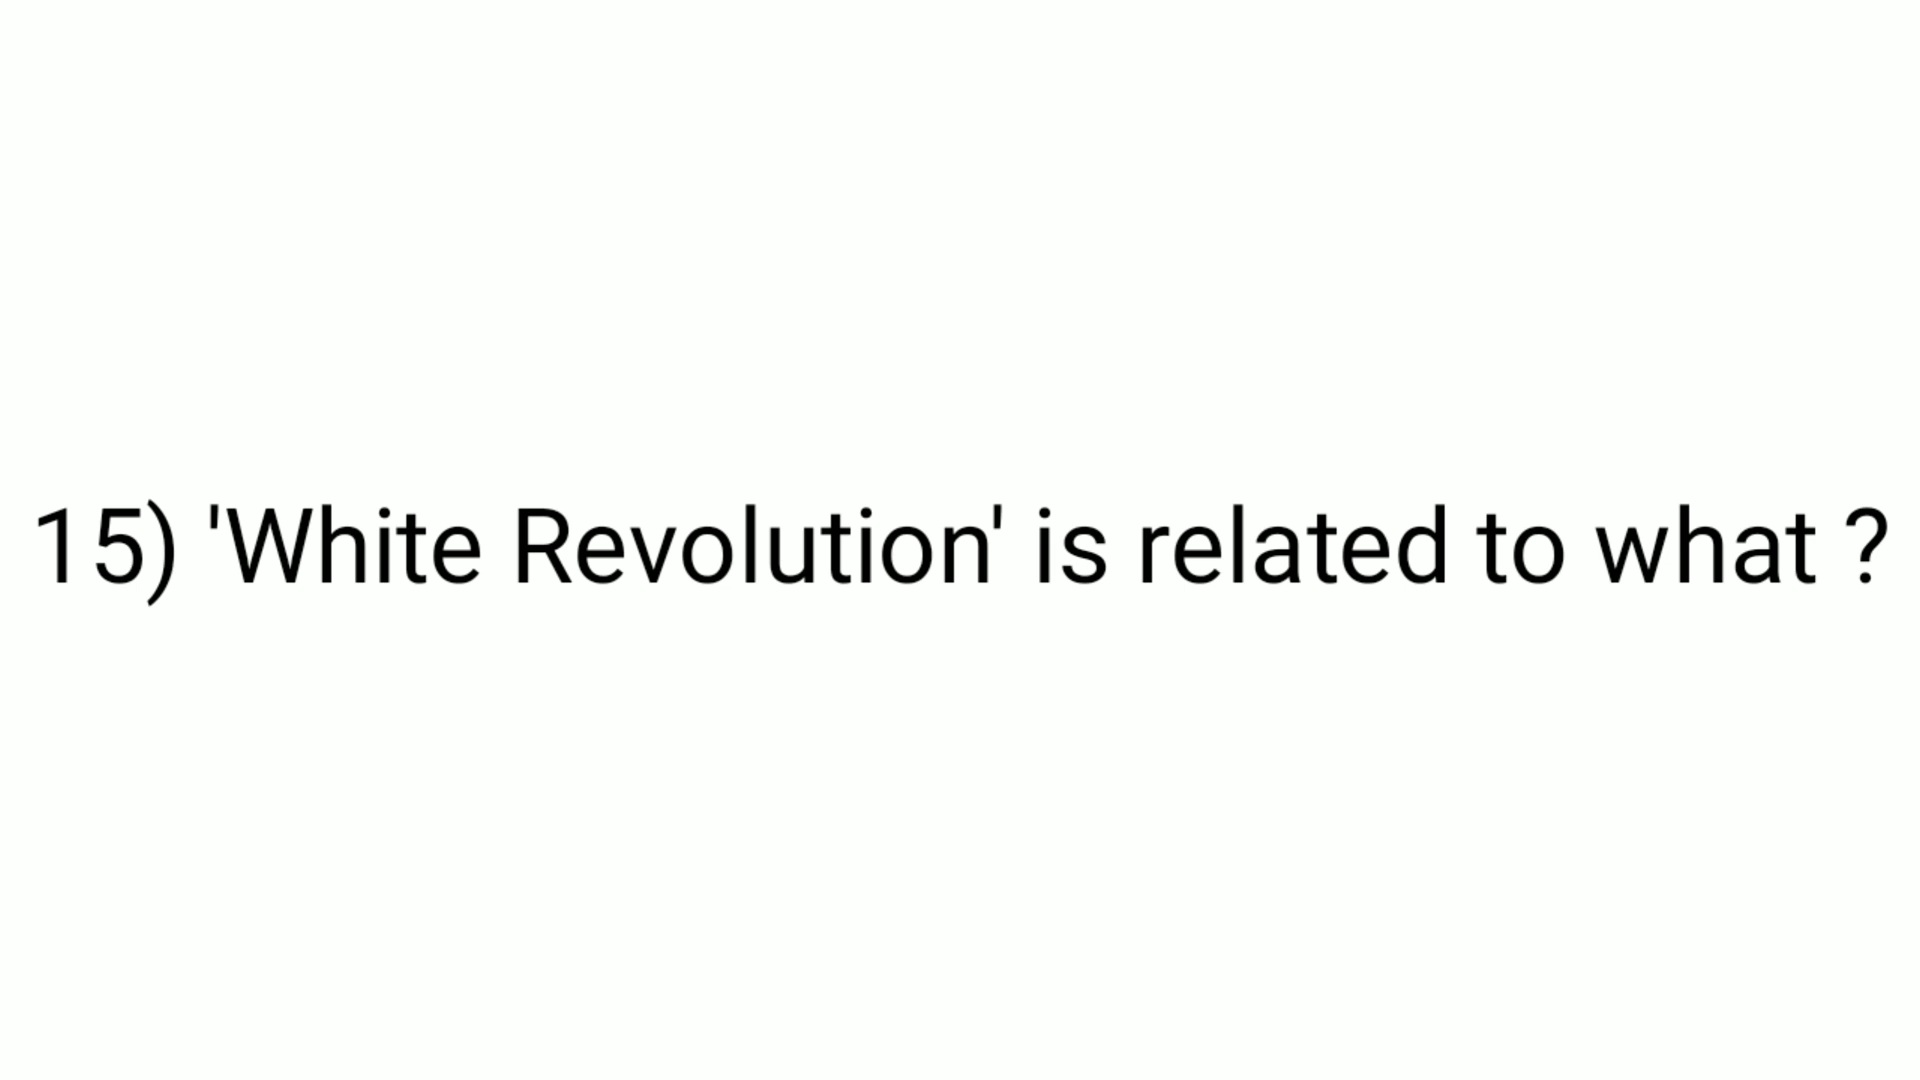 15) 'White Revolution' is related to what ?